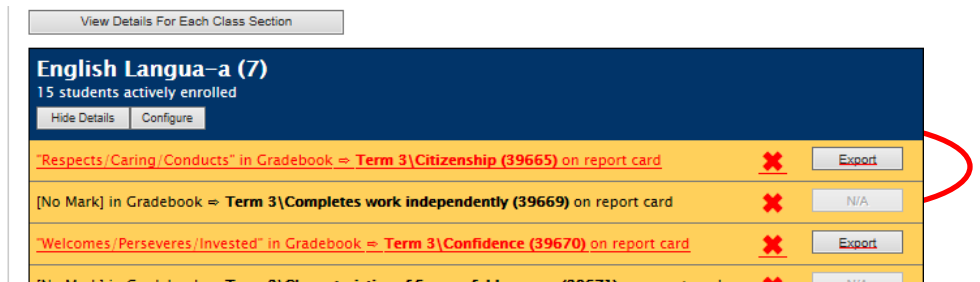 View Details For Each Class Section
English Langua-a (7)
15 students actively enrolled
Hide Details Configure
"Respects/Caring/Conducts" in Gradebook ⇒ Term 3\Citizenship (39665) on report card ✖ Export
[No Mark] in Gradebook ⇒ Term 3\Completes work independently (39669) on report card ✖ N/A
"Welcomes/Perseveres/Invested" in Gradebook ⇒ Term 3\Confidence (39670) on report card ✖ Export